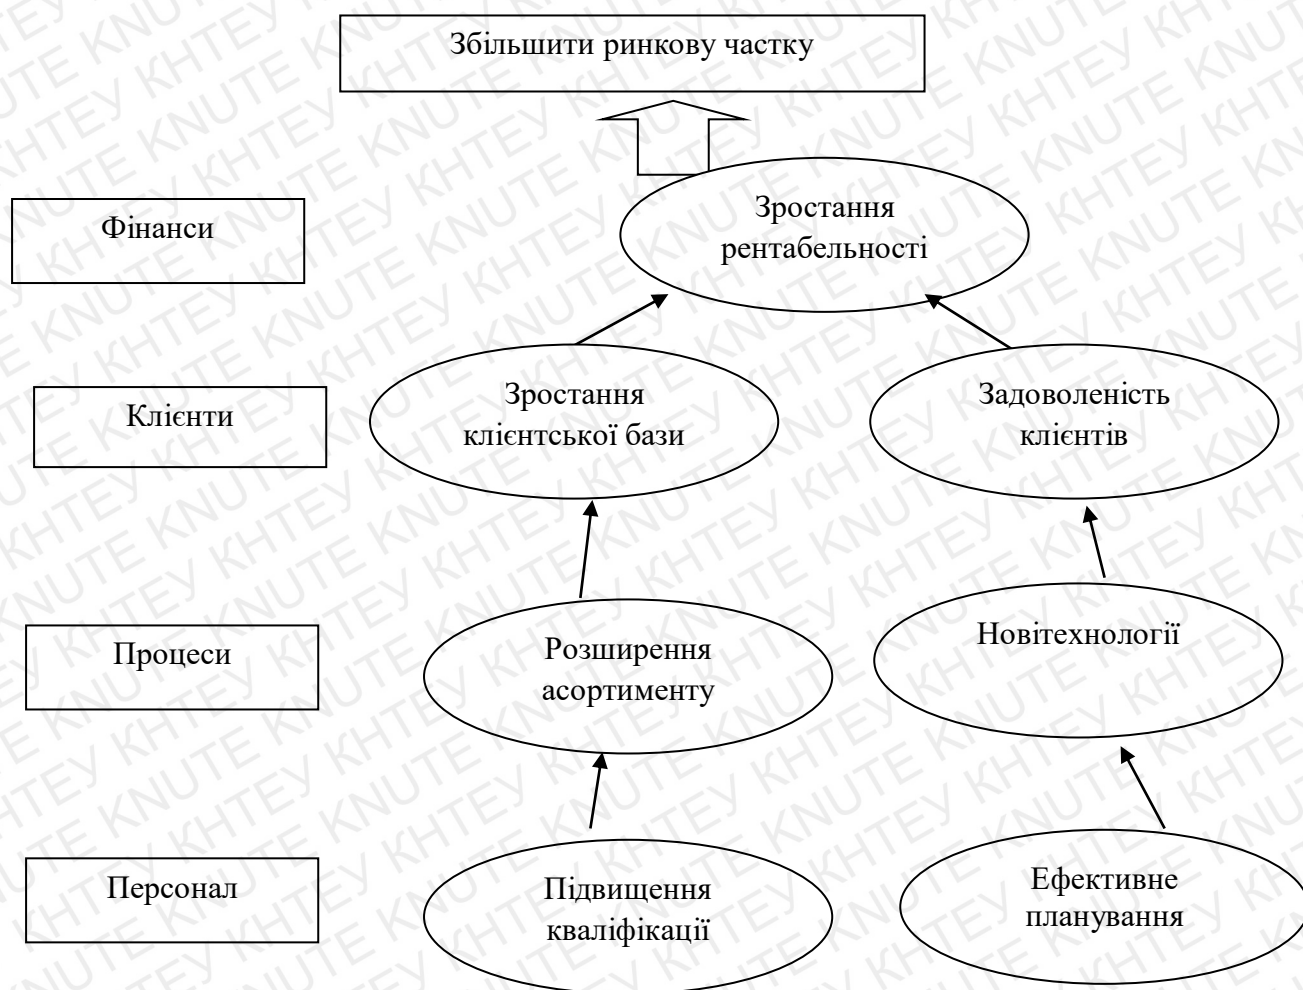 Збільшити ринкову частку
Фінанси
Зростання
рентабельності
Клієнти
Зростання
клієнтської бази
Задоволеність
клієнтів
Процеси
Розширення
асортименту
Новітехнології
Персонал
Підвищення
кваліфікації
Ефективне
планування